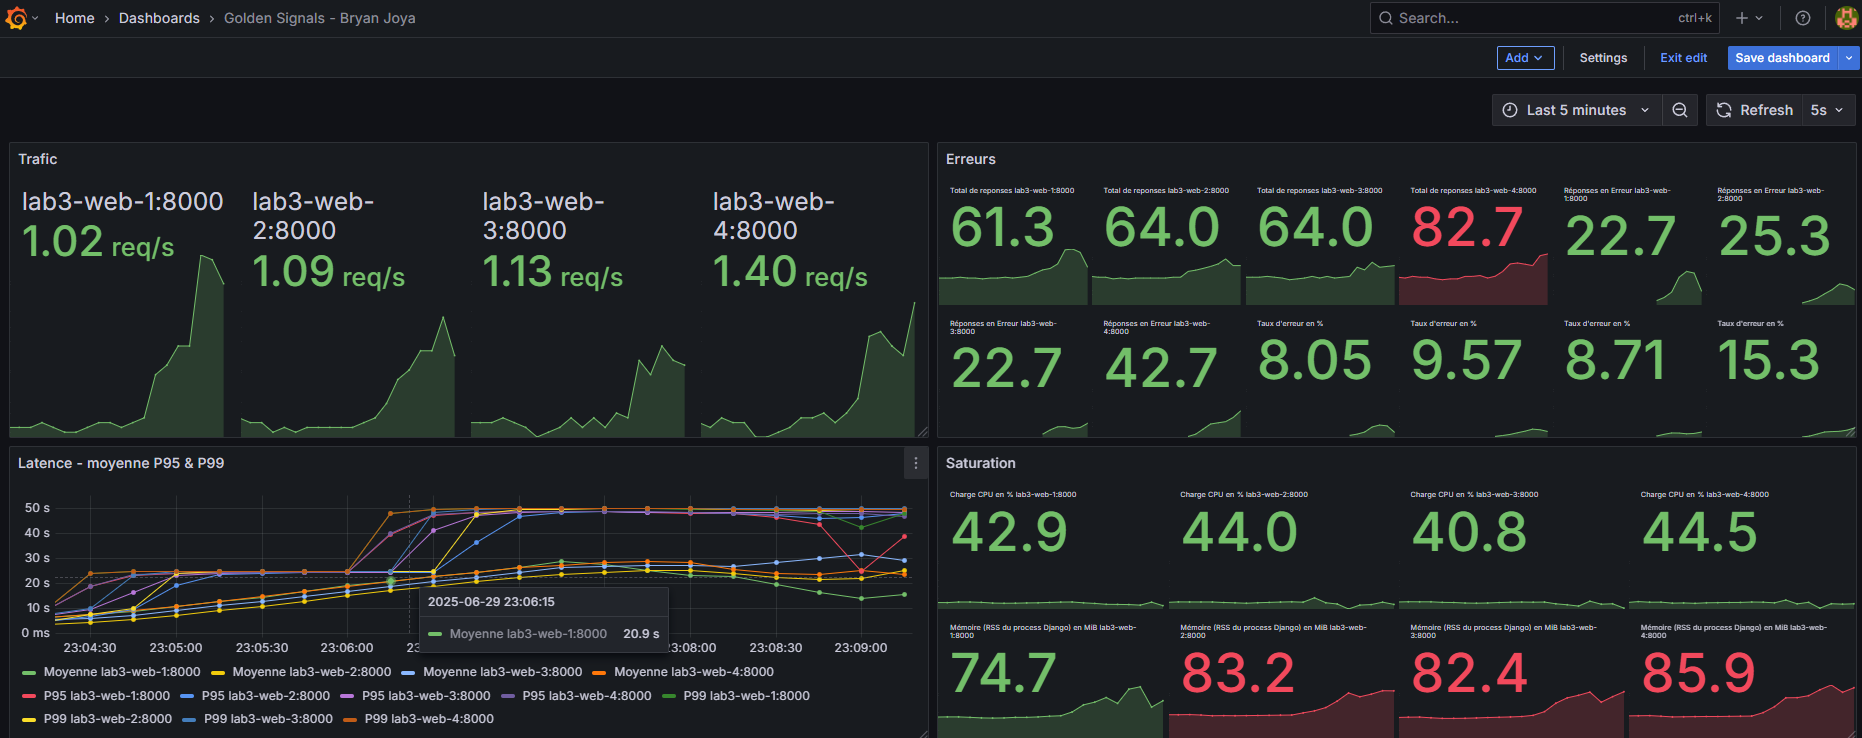 Home › Dashboards › Golden Signals - Bryan Joya
Search...
ctrl+k
Add
Settings
Exit edit
Save dashboard
Last 5 minutes
Refresh
5s
Trafic
lab3-web-1:8000
1.02 req/s
lab3-web-
2:8000
1.09 req/s
lab3-web-
3:8000
1.13 req/s
lab3-web-
4:8000
1.40 req/s
Erreurs
Total de reponses lab3-web-1:8000
61.3
Total de reponses lab3-web-2:8000
64.0
Total de reponses lab3-web-3:8000
64.0
Total de reponses lab3-web-4:8000
82.7
Réponses en Erreur lab3-web-
1:8000
22.7
Réponses en Erreur lab3-web-
2:8000
25.3
Réponses en Erreur lab3-web-
3:8000
22.7
Réponses en Erreur lab3-web-
4:8000
42.7
Taux d'erreur en %
8.05
Taux d'erreur en %
9.57
Taux d'erreur en %
8.71
Taux d'erreur en %
15.3
Latence - moyenne P95 & P99
50 s
40 s
30 s
20 s
10 s
0 ms
23:04:30
23:05:00
23:05:30
23:06:00
23:08:00
23:08:30
23:09:00
2025-06-29 23:06:15
Moyenne lab3-web-1:8000 20.9 s
Moyenne lab3-web-1:8000 Moyenne lab3-web-2:8000 Moyenne lab3-web-3:8000 Moyenne lab3-web-4:8000
P95 lab3-web-1:8000 P95 lab3-web-2:8000 P95 lab3-web-3:8000 P95 lab3-web-4:8000 P99 lab3-web-1:8000
P99 lab3-web-2:8000 P99 lab3-web-3:8000 P99 lab3-web-4:8000
Saturation
Charge CPU en % lab3-web-1:8000
42.9
Charge CPU en % lab3-web-2:8000
44.0
Charge CPU en % lab3-web-3:8000
40.8
Charge CPU en % lab3-web-4:8000
44.5
Mémoire (RSS du process Django) en MiB lab3-web-
1:8000
74.7
Mémoire (RSS du process Django) en MiB lab3-web-
2:8000
83.2
Mémoire (RSS du process Django) en MiB lab3-web-
3:8000
82.4
Mémoire (RSS du process Django) en MiB lab3-web-
4:8000
85.9